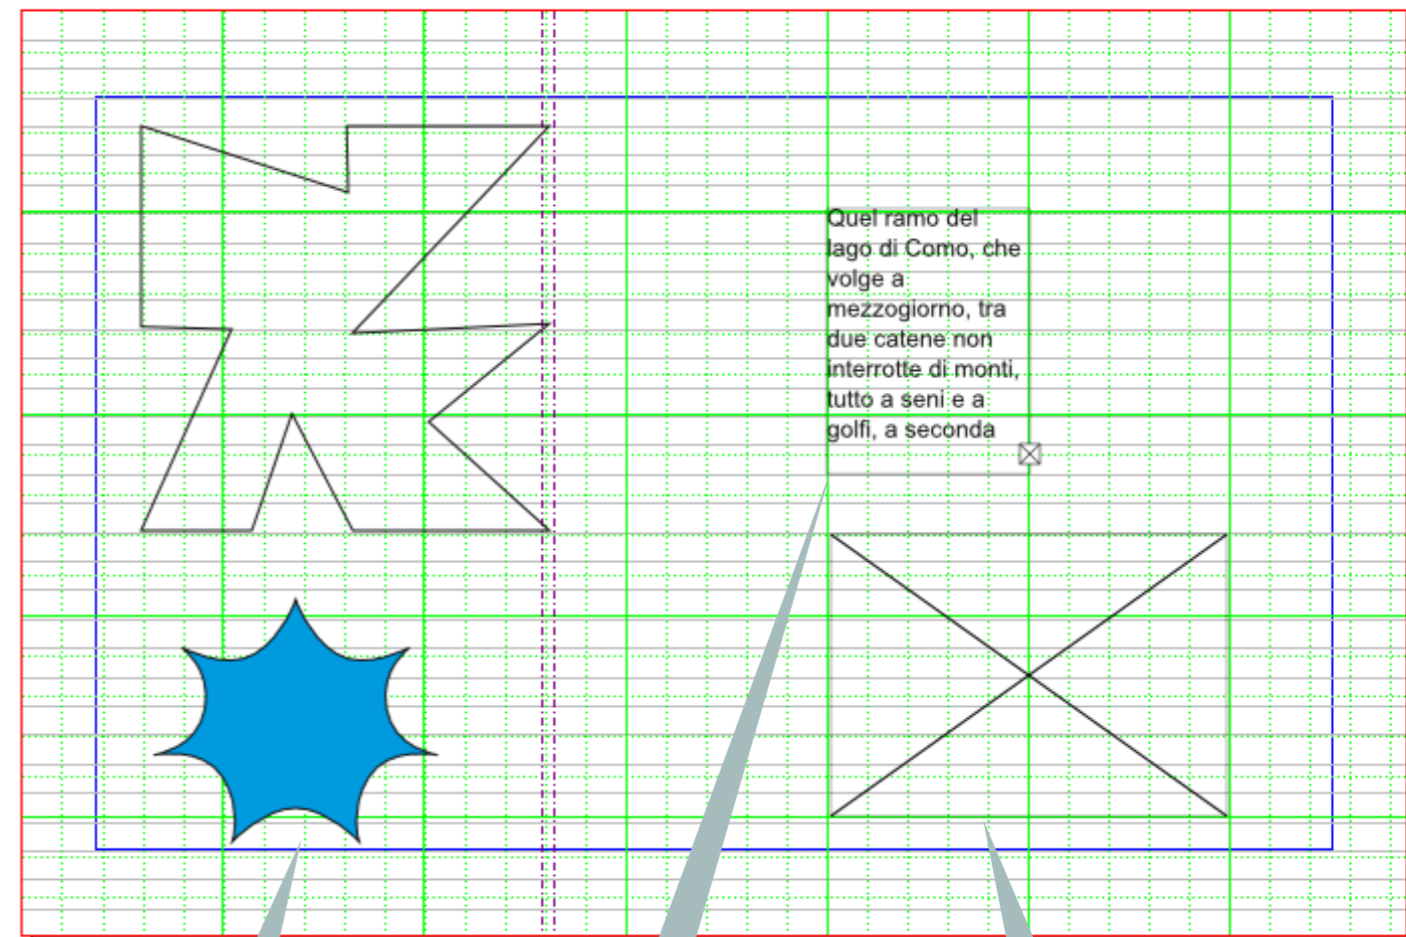 Quel ramo del
lago di Como, che
volge a
mezzogiorno, tra
due catene non
interrotte di monti,
tutto a seni e a
golfi, a seconda